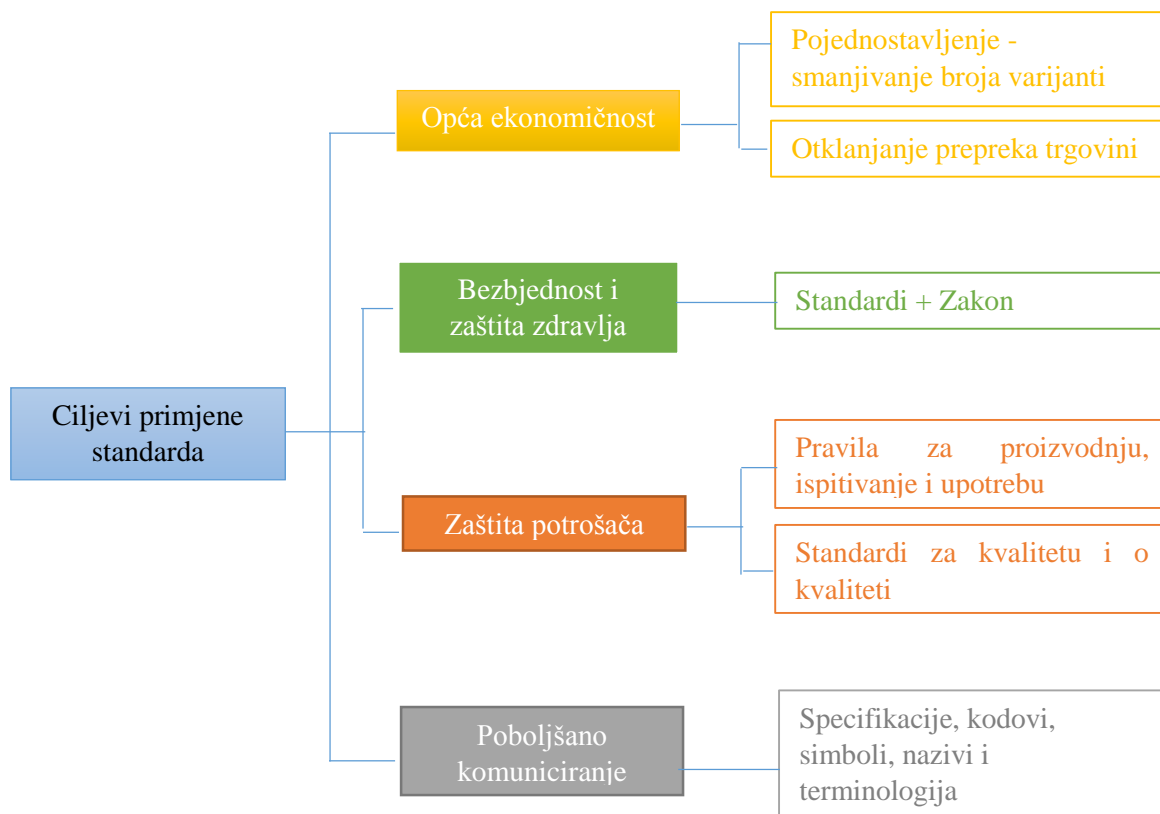 Pojednostavljenje -
smanjivanje broja varijanti
Opća ekonomičnost
Otklanjanje prepreka trgovini
Bezbjednost i
zaštita zdravlja
Standardi + Zakon
Ciljevi primjene
standarda
Pravila za proizvodnju,
ispitivanje i upotrebu
Zaštita potrošača
Standardi za kvalitetu i o
kvaliteti
Poboljšano
komuniciranje
Specifikacije, kodovi,
simboli, nazivi i
terminologija